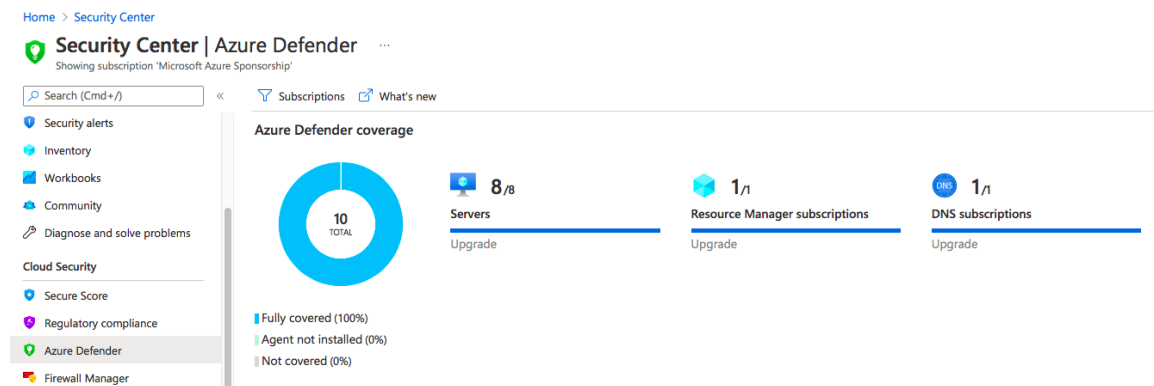 Home > Security Center
Security Center | Azure Defender ...
Showing subscription 'Microsoft Azure Sponsorship'
Search (Cmd+/)
«
Security alerts
Inventory
Workbooks
Community
Diagnose and solve problems
Cloud Security
Secure Score
Regulatory compliance
Azure Defender
Firewall Manager
Subscriptions
What's new
Azure Defender coverage
10
TOTAL
Fully covered (100%)
Agent not installed (0%)
Not covered (0%)
8/8
Servers
Upgrade
1/1
Resource Manager subscriptions
Upgrade
DNS
1/1
DNS subscriptions
Upgrade